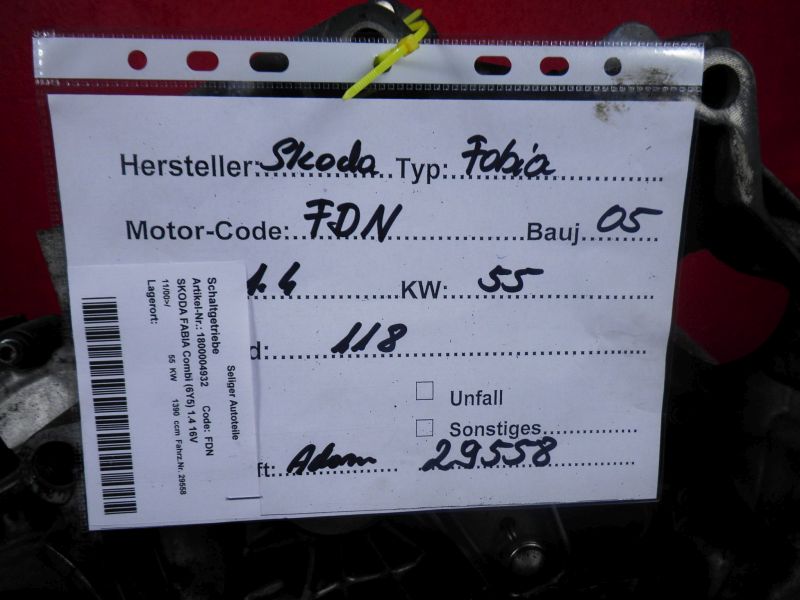 Hersteller: Skoda Typ: Fabia
Motor-Code: FDN Bauj. 05
1.4 KW: 55
d: 118
Unfall
Sonstiges
ft: Adam 29558
Seliger Autoteile
Schaltgetriebe
Artikel-Nr.: 1800004932 Code: FDN
SKODA FABIA Combi (6Y5) 1.4 16V
11/00>/ 55 KW 1390 ccm Fahrz.Nr. 29558
Lagerort: